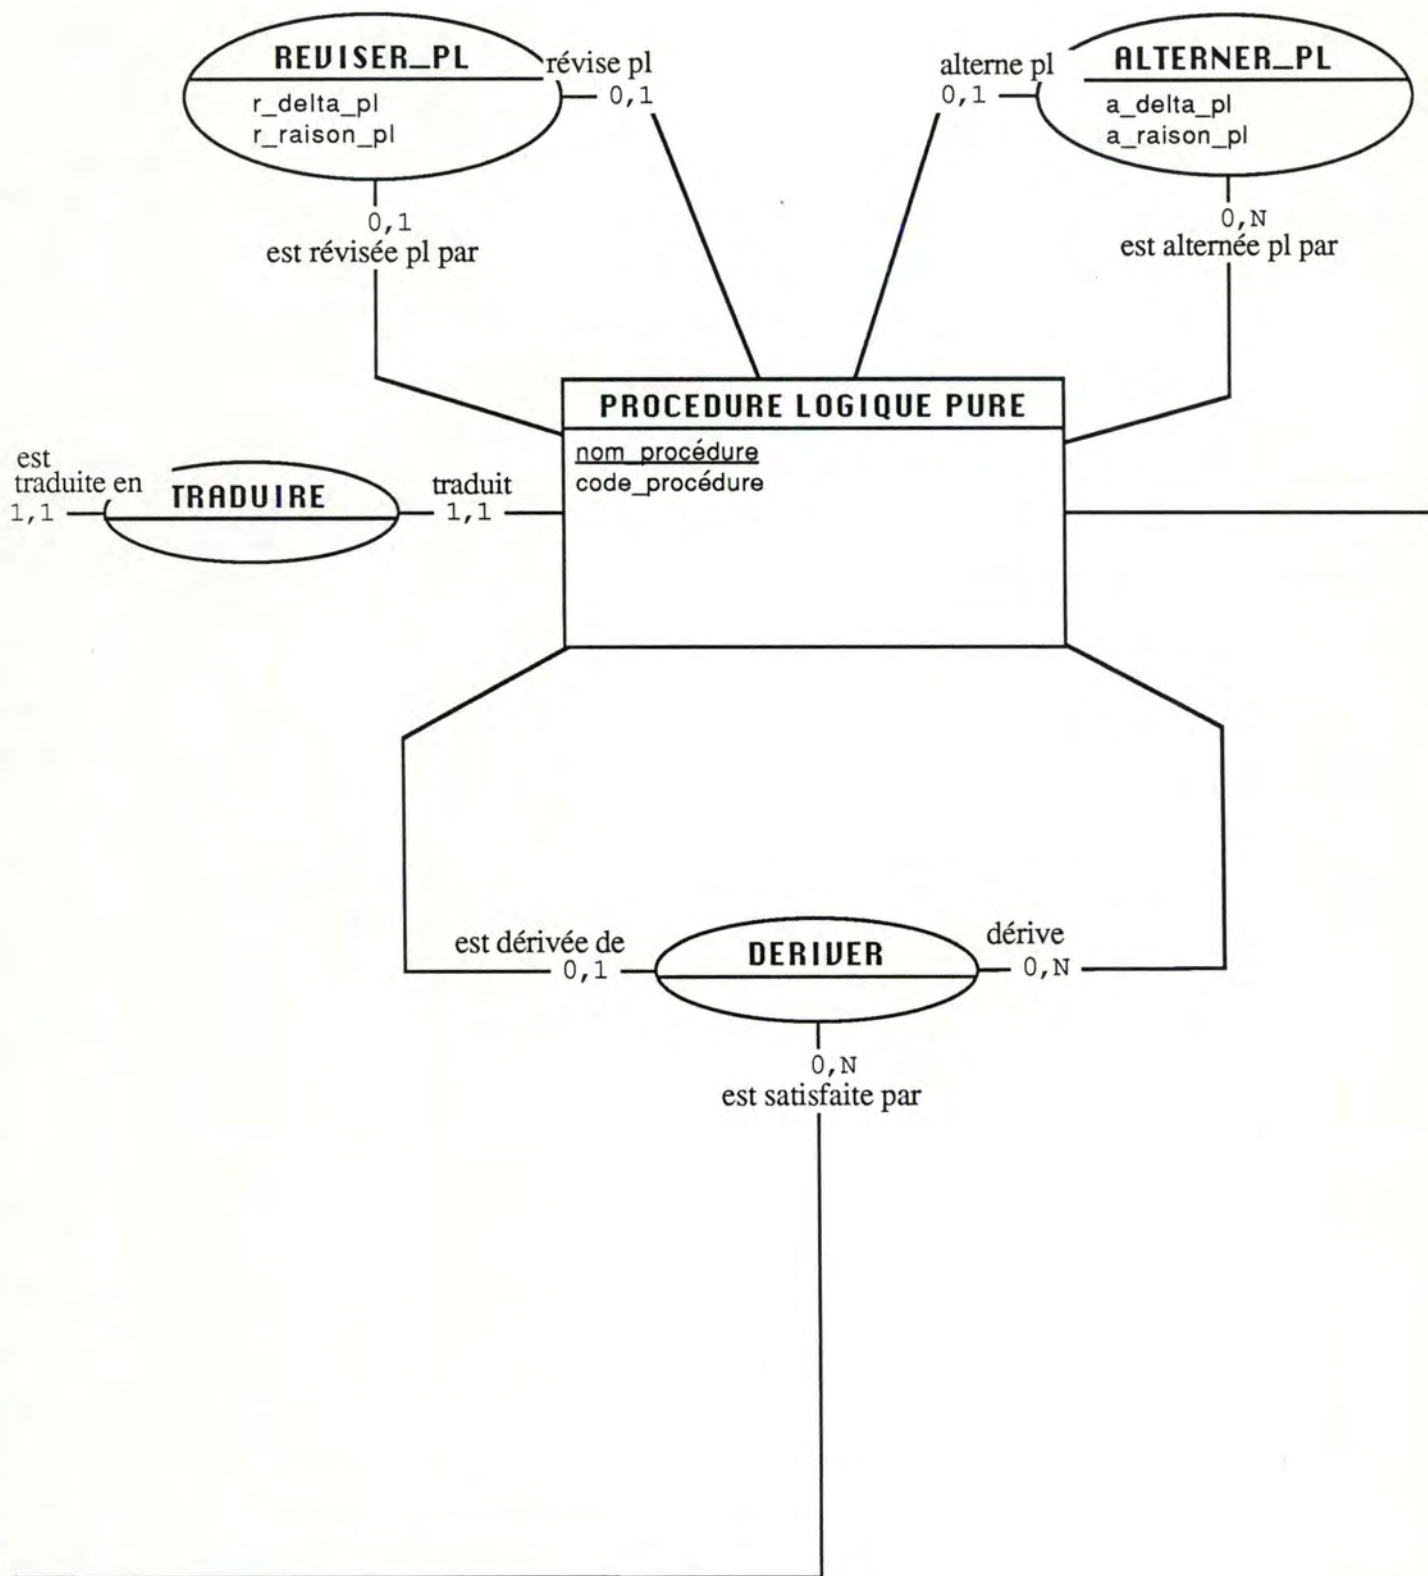 REVISER_PL
r_delta_pl
r_raison_pl
révise pl
0,1
0,1
est révisée pl par
alterne pl
0,1
ALTERNER_PL
a_delta_pl
a_raison_pl
0,N
est alternée pl par
PROCEDURE LOGIQUE PURE
nom_procédure
code_procédure
est
traduite en
1,1
TRADUIRE
traduit
1,1
est dérivée de
0,1
DERIVER
dérive
0,N
0,N
est satisfaite par